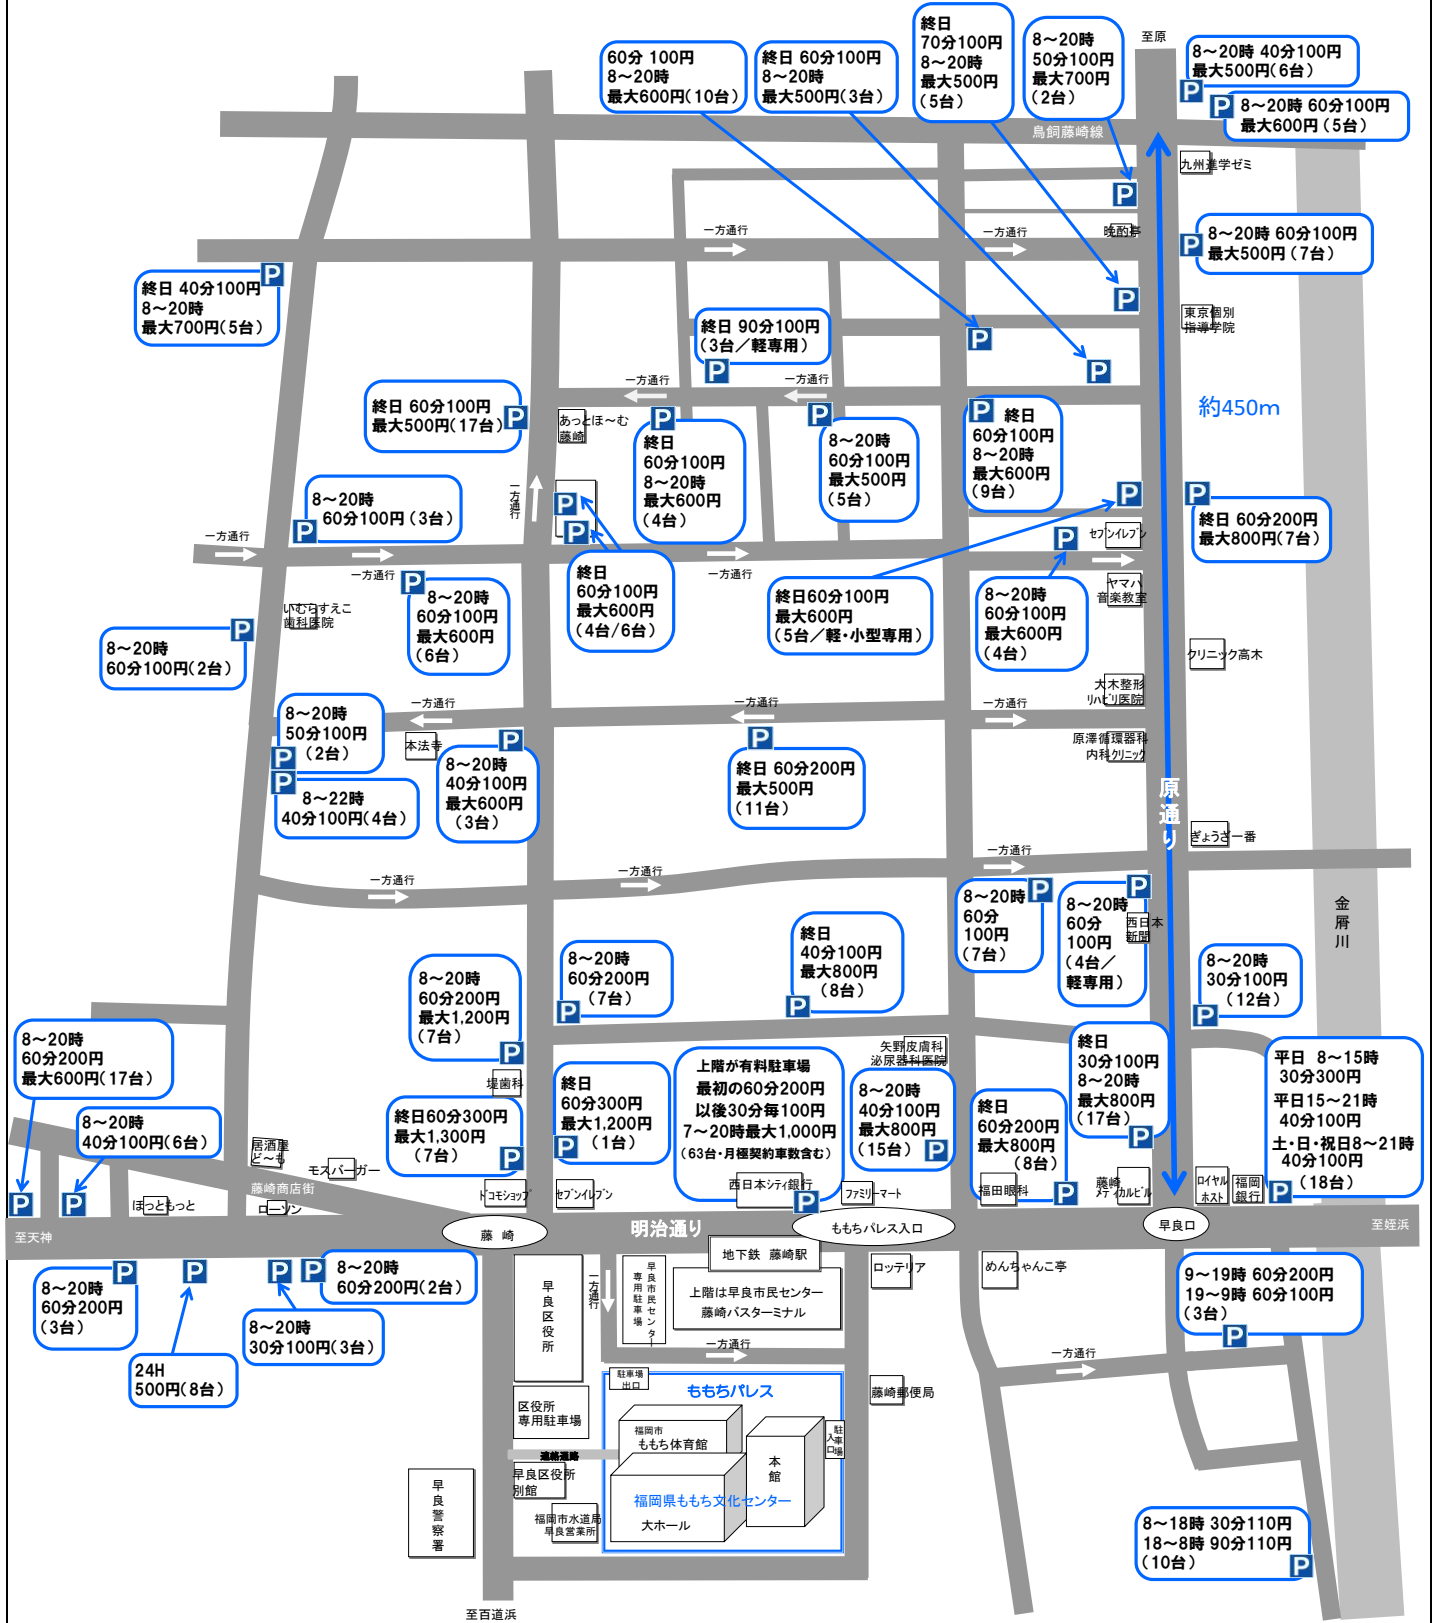 終日
70分100円
8～20時
最大500円
(5台)
60分 100円
8～20時
最大600円(10台)
終日 60分100円
8～20時
最大500円(3台)
8～20時
50分100円
最大700円
(2台)
至原
8～20時 40分100円
最大500円(6台)
8～20時 60分100円
最大600円(5台)
鳥飼藤崎線
九州進学ゼミ
一方通行
一方通行
晩酌亭
8～20時 60分100円
最大500円(7台)
終日 40分100円
8～20時
最大700円(5台)
終日 90分100円
(3台／軽専用)
東京個別
指導学院
一方通行
一方通行
約450m
終日 60分100円
最大500円(17台)
あっとほ～む
藤崎
終日
60分100円
8～20時
最大600円
(4台)
8～20時
60分100円
最大500円
(5台)
終日
60分100円
8～20時
最大600円
(9台)
8～20時
60分100円(3台)
一方通行
一方通行
一方通行
一方通行
セブンイレブン
終日 60分200円
最大800円(7台)
8～20時
60分100円
最大600円
(6台)
終日
60分100円
最大600円
(4台/6台)
終日60分100円
最大600円
(5台／軽・小型専用)
8～20時
60分100円
最大600円
(4台)
ヤマハ
音楽教室
いむらすえこ
歯科医院
8～20時
60分100円(2台)
クリニック高木
大木整形
リハビリ医院
8～20時
50分100円
(2台)
一方通行
一方通行
一方通行
本法寺
原澤循環器科
内科クリニック
8～20時
40分100円
最大600円
(3台)
終日 60分200円
最大500円
(11台)
8～22時
40分100円(4台)
原通り
ぎょうざ一番
一方通行
一方通行
一方通行
8～20時
60分
100円
(7台)
8～20時
60分
100円
(4台／
軽専用)
西日本
新聞
金屑川
終日
40分100円
最大800円
(8台)
8～20時
60分200円
(7台)
8～20時
60分200円
最大1,200円
(7台)
8～20時
30分100円
(12台)
8～20時
60分200円
最大600円(17台)
矢野皮膚科
泌尿器科医院
終日
30分100円
8～20時
最大800円
(17台)
平日 8～15時
30分300円
平日15～21時
40分100円
土・日・祝日8～21時
40分100円
(18台)
堤歯科
終日
60分300円
最大1,200円
(1台)
上階が有料駐車場
最初の60分200円
以後30分毎100円
7～20時最大1,000円
(63台・月極契約車数含む)
8～20時
40分100円
最大800円
(15台)
終日
60分200円
最大800円
(8台)
8～20時
40分100円(6台)
終日60分300円
最大1,300円
(7台)
居酒屋
ど～も
モスバーガー
藤崎商店街
ほっともっと
ローソン
ドコモショップ
セブンイレブン
西日本シティ銀行
ファミリーマート
福田眼科
藤崎
メディカルビル
ロイヤル
ホスト
福岡
銀行
至天神
藤 崎
明治通り
ももちパレス入口
早良口
至姪浜
地下鉄 藤崎駅
8～20時
60分200円
(3台)
8～20時
60分200円(2台)
早良区役所
一方通行
早良市民センター
専用駐車場
上階は早良市民センター
藤崎バスターミナル
ロッテリア
めんちゃんこ亭
9～19時 60分200円
19～9時 60分100円
(3台)
8～20時
30分100円(3台)
一方通行
一方通行
24H
500円(8台)
駐車場
出口
ももちパレス
藤崎郵便局
区役所
専用駐車場
福岡市
ももち体育館
駐車場
入口
本館
連絡通路
早良区役所
別館
福岡県ももち文化センター
大ホール
早良警察署
福岡市水道局
早良営業所
8～18時 30分110円
18～8時 90分110円
(10台)
至百道浜